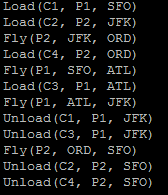 Load(C1, P1, SFO)
Load(C2, P2, JFK)
Fly(P2, JFK, ORD)
Load(C4, P2, ORD)
Fly(P1, SFO, ATL)
Load(C3, P1, ATL)
Fly(P1, ATL, JFK)
Unload(C1, P1, JFK)
Unload(C3, P1, JFK)
Fly(P2, ORD, SFO)
Unload(C2, P2, SFO)
Unload(C4, P2, SFO)